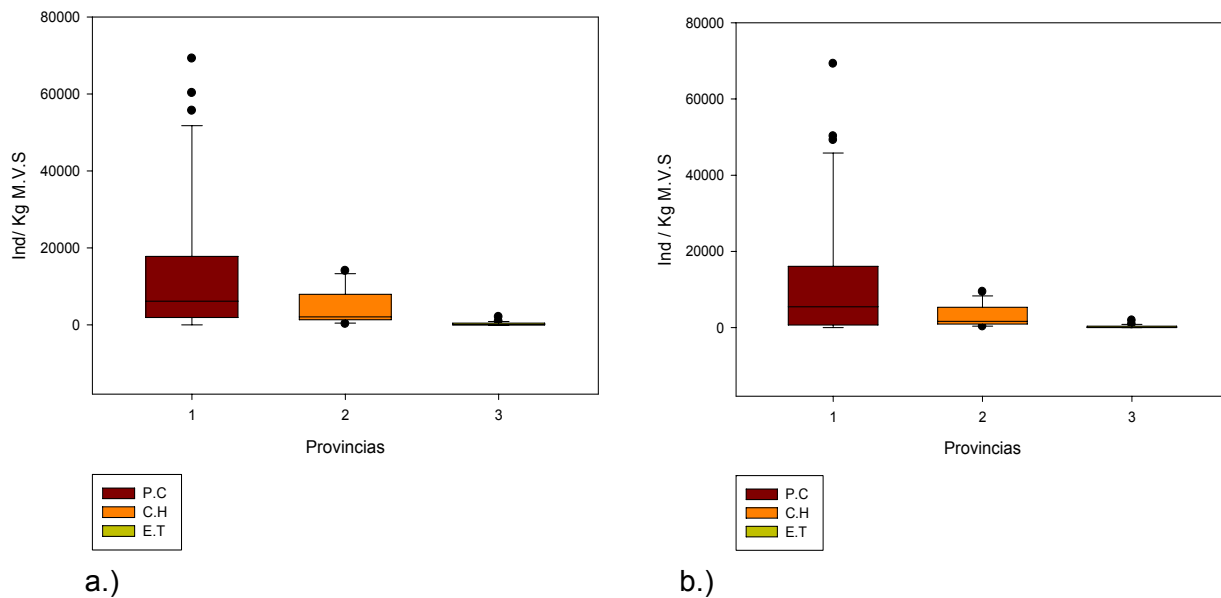 80000
60000
40000
20000
0
Ind/ Kg M.V.S
1
2
3
Provincias
P.C
C.H
E.T
a.)
80000
60000
40000
20000
0
Ind / Kg M.V.S
1
2
3
Provincias
P.C
C.H
E.T
b.)